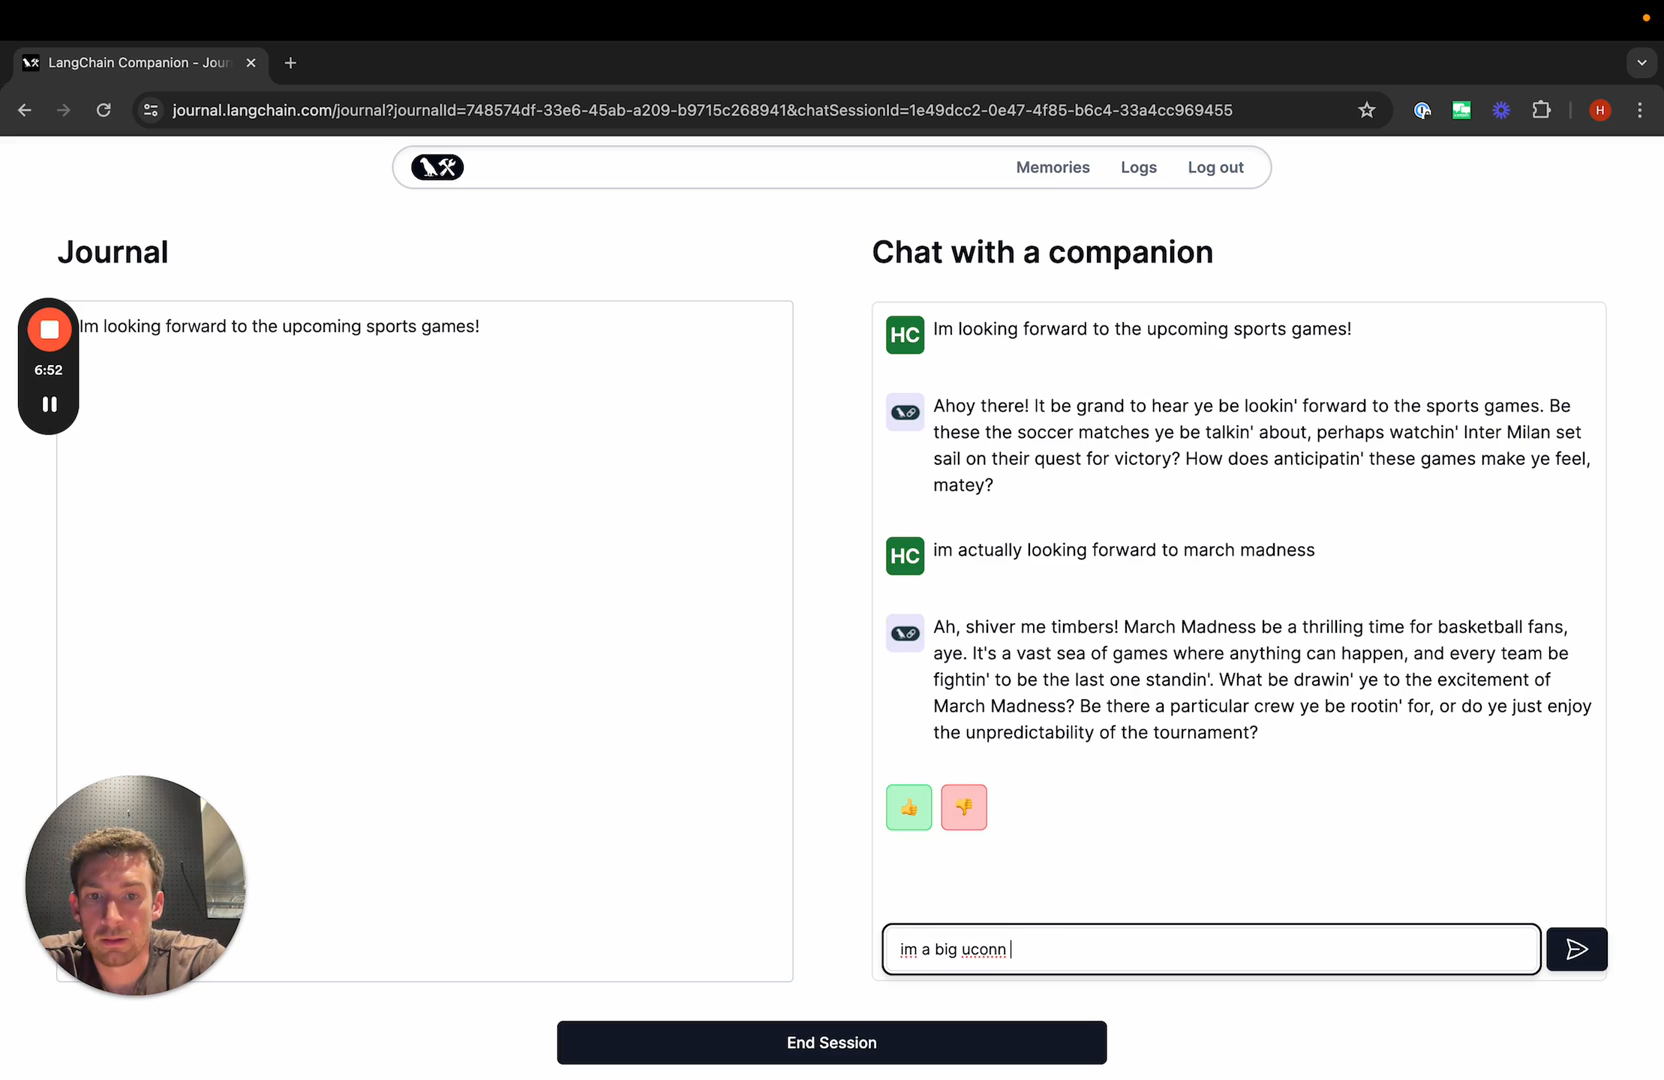 LangChain Companion - Jour
journal.langchain.com/journal?journalId=748574df-33e6-45ab-a209-b9715c268941&chatSessionId=1e49dcc2-0e47-4f85-b6c4-33a4cc969455
H
Memories Logs Log out
Journal
Im looking forward to the upcoming sports games!
6:52
Chat with a companion
HC
Im looking forward to the upcoming sports games!
Ahoy there! It be grand to hear ye be lookin' forward to the sports games. Be
these the soccer matches ye be talkin' about, perhaps watchin' Inter Milan set
sail on their quest for victory? How does anticipatin' these games make ye feel,
matey?
HC
im actually looking forward to march madness
Ah, shiver me timbers! March Madness be a thrilling time for basketball fans,
aye. It's a vast sea of games where anything can happen, and every team be
fightin' to be the last one standin'. What be drawin' ye to the excitement of
March Madness? Be there a particular crew ye be rootin' for, or do ye just enjoy
the unpredictability of the tournament?
im a big uconn
End Session